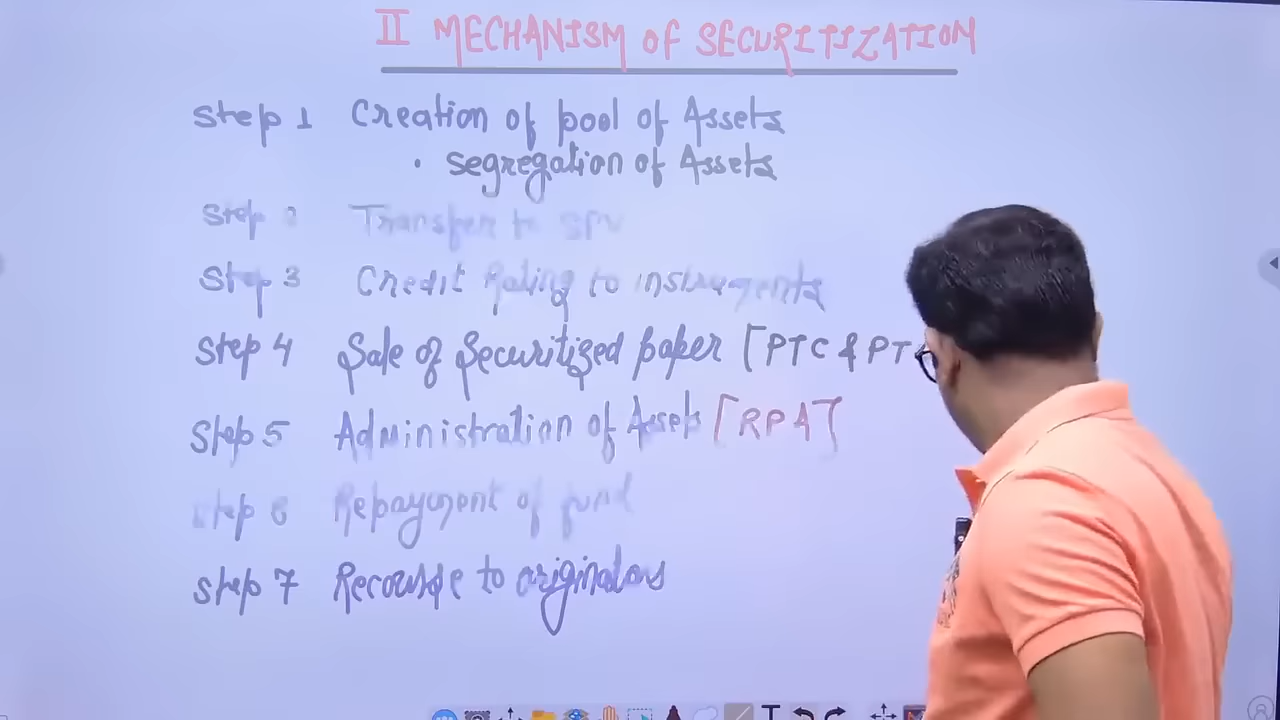 II MECHANISM OF SECURITIZATION
Step 1 Creation of pool of Assets
• Segregation of Assets
Step 2 Transfer to SPV
Step 3 Credit Rating to instruments
Step 4 Sale of Securitized paper [PTC & PT
Step 5 Administration of Assets [RPA]
Step 6 Repayment of fund
Step 7 Recourse to originators